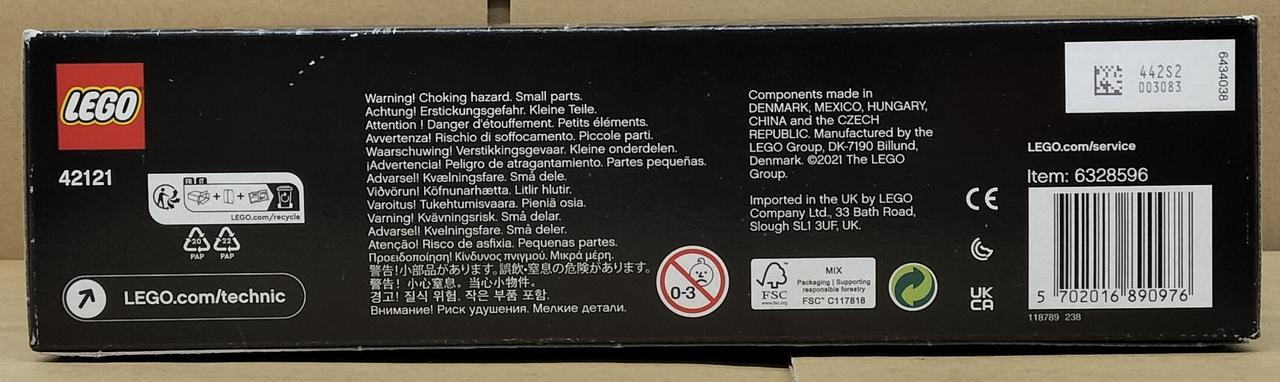 LEGO
42121
FR IT
LEGO.com/recycle
20
PAP
22
PAP
LEGO.com/technic
Warning! Choking hazard. Small parts.
Achtung! Erstickungsgefahr. Kleine Teile.
Attention ! Danger d'étouffement. Petits éléments.
Avvertenza! Rischio di soffocamento. Piccole parti.
Waarschuwing! Verstikkingsgevaar. Kleine onderdelen.
¡Advertencia! Peligro de atragantamiento. Partes pequeñas.
Advarsel! Kvælningsfare. Små dele.
Viðvörun! Köfnunarhætta. Litlir hlutir.
Varoitus! Tukehtumisvaara. Pieniä osia.
Varning! Kvävningsrisk. Små delar.
Advarsel! Kvelningsfare. Små deler.
Atenção! Risco de asfixia. Pequenas partes.
Προειδοποίηση! Κίνδυνος πνιγμού. Μικρά μέρη.
警告!小部品があります。誤飲・窒息の危険があります。
警告! 小心窒息。当心小物件。
경고! 질식 위험. 작은 부품 포함.
Внимание! Риск удушения. Мелкие детали.
0-3
Components made in
DENMARK, MEXICO, HUNGARY,
CHINA and the CZECH
REPUBLIC. Manufactured by the
LEGO Group, DK-7190 Billund,
Denmark. ©2021 The LEGO
Group.
Imported in the UK by LEGO
Company Ltd., 33 Bath Road,
Slough SL1 3UF, UK.
FSC
www.fsc.org
MIX
Packaging | Supporting
responsible forestry
FSC™ C117818
CE
UK
CA
442S2
003083
6434038
LEGO.com/service
Item: 6328596
5 702016 890976
118789 238